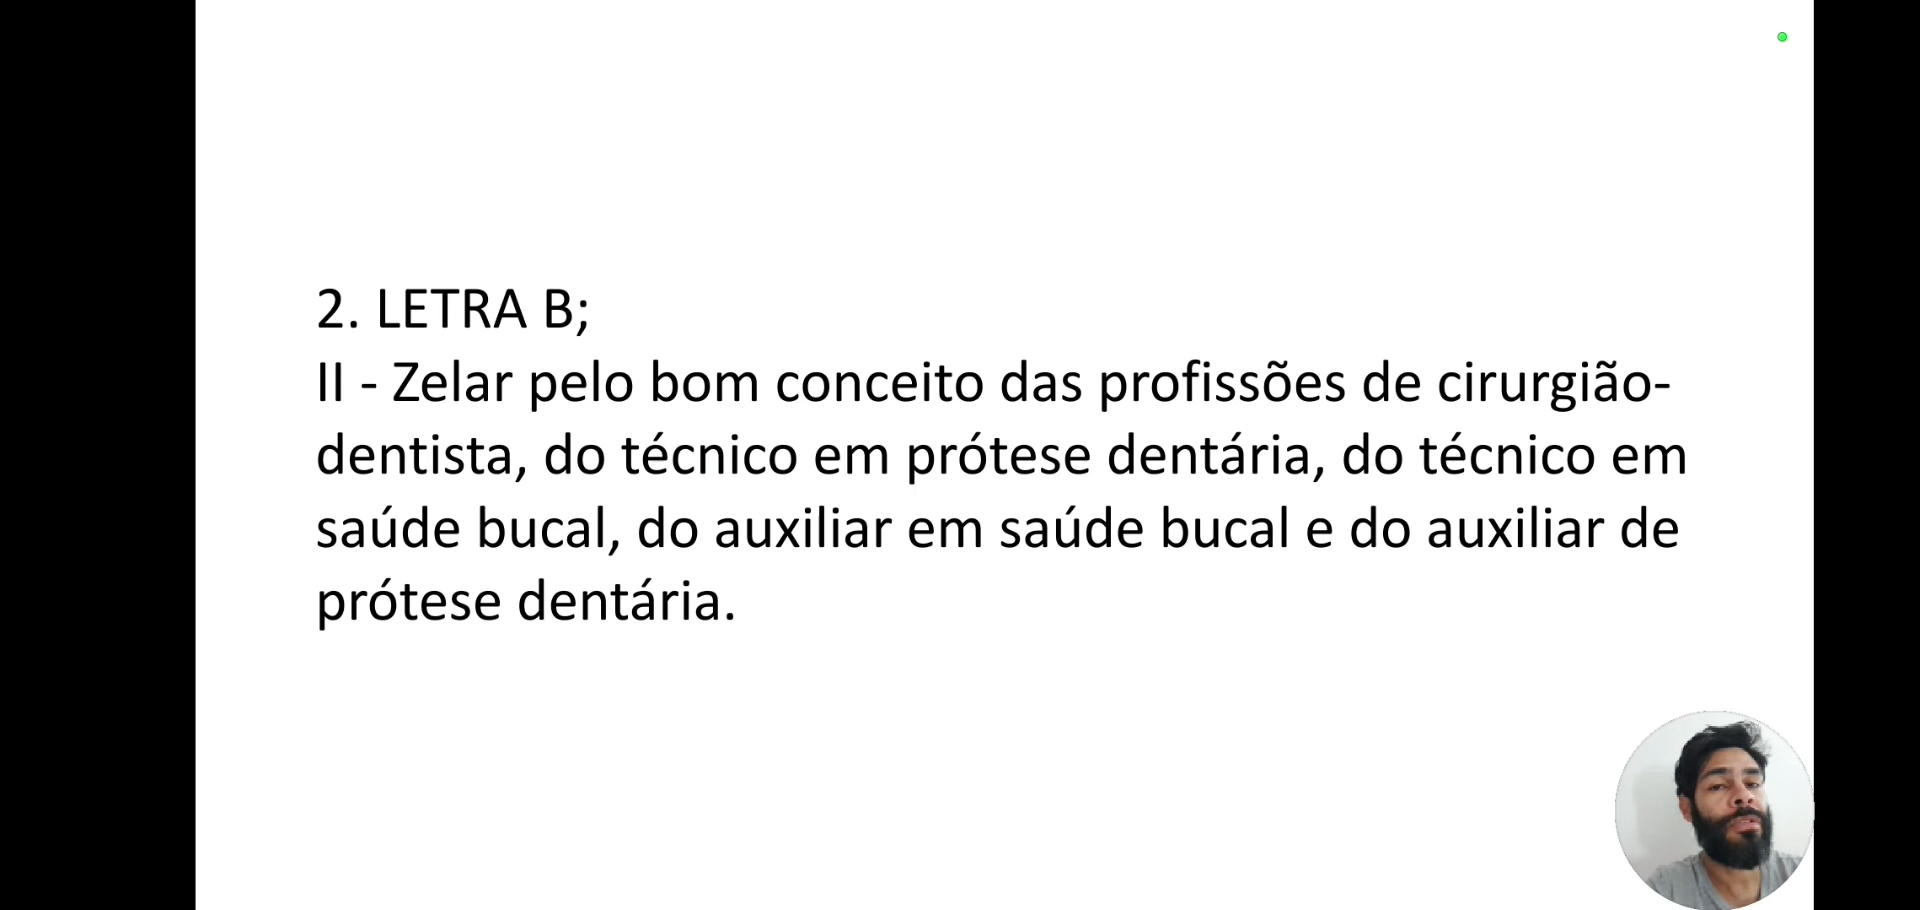 2. LETRA B;
II - Zelar pelo bom conceito das profissões de cirurgião-
dentista, do técnico em prótese dentária, do técnico em
saúde bucal, do auxiliar em saúde bucal e do auxiliar de
prótese dentária.